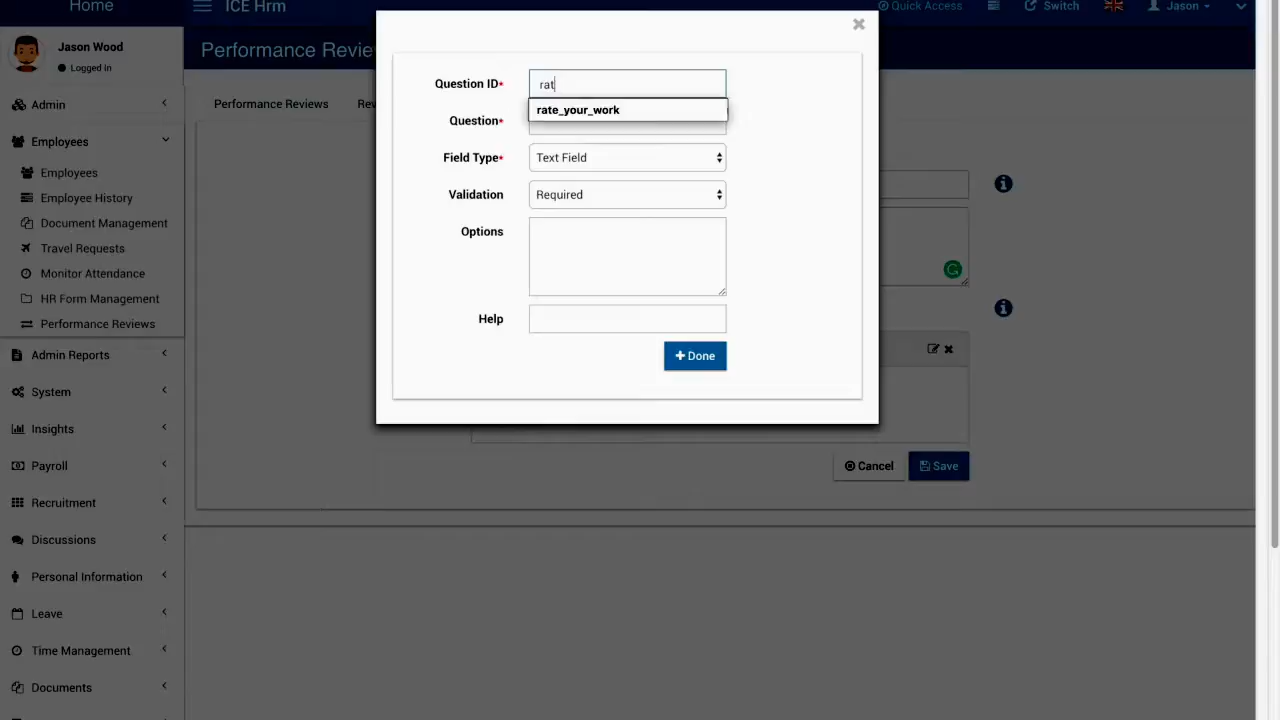 Home
ICE Hrm
Quick Access
Switch
Jason
Jason Wood
Logged In
Performance Revie
Admin
Employees
Employees
Employee History
Document Management
Travel Requests
Monitor Attendance
HR Form Management
Performance Reviews
Admin Reports
System
Insights
Payroll
Recruitment
Discussions
Personal Information
Leave
Time Management
Documents
Performance Reviews
Rev
Question ID*
rat
rate_your_work
Question*
Field Type*
Text Field
Validation
Required
Options
Help
+ Done
Cancel
Save